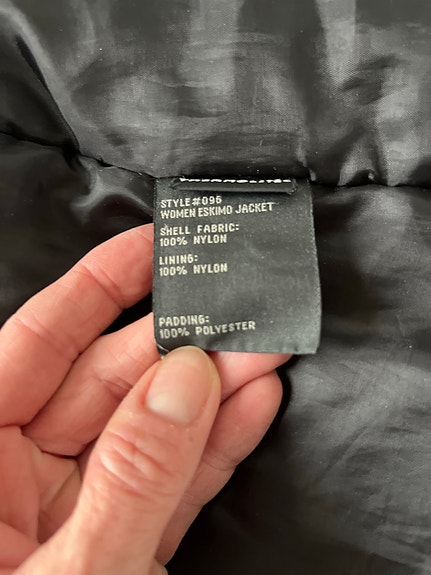 STYLE#096
WOMEN ESKIMO JACKET
SHELL FABRIC:
100% NYLON
LINING:
100% NYLON
PADDING:
100% POLYESTER